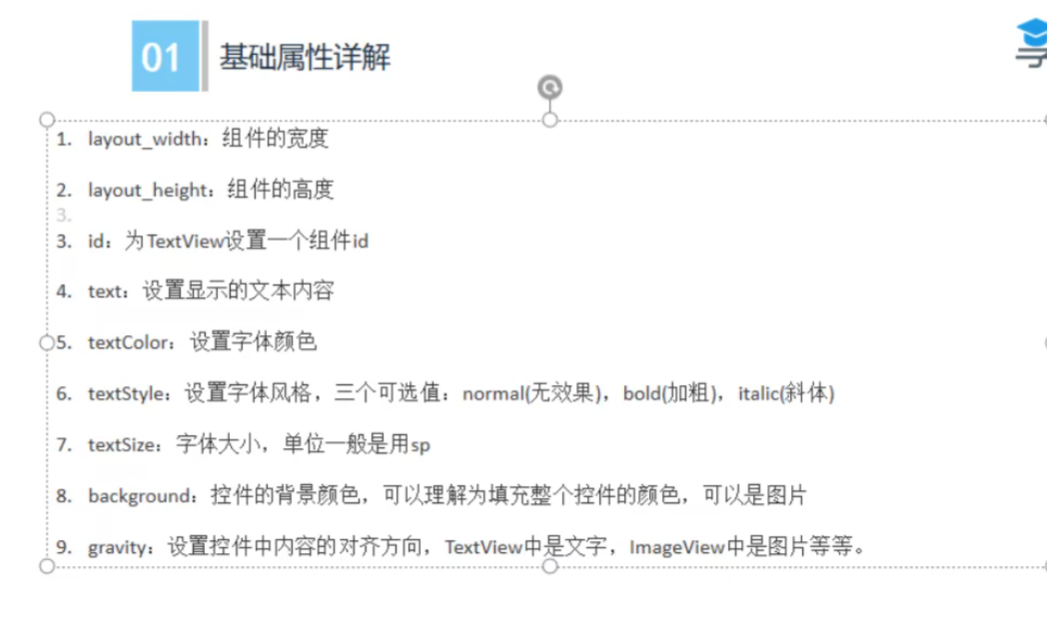 01 基础属性详解
1. layout_width：组件的宽度
2. layout_height：组件的高度
3.
3. id：为TextView设置一个组件id
4. text：设置显示的文本内容
5. textColor：设置字体颜色
6. textStyle：设置字体风格，三个可选值：normal(无效果)，bold(加粗)，italic(斜体)
7. textSize：字体大小，单位一般是用sp
8. background：控件的背景颜色，可以理解为填充整个控件的颜色，可以是图片
9. gravity：设置控件中内容的对齐方向，TextView中是文字，ImageView中是图片等等。